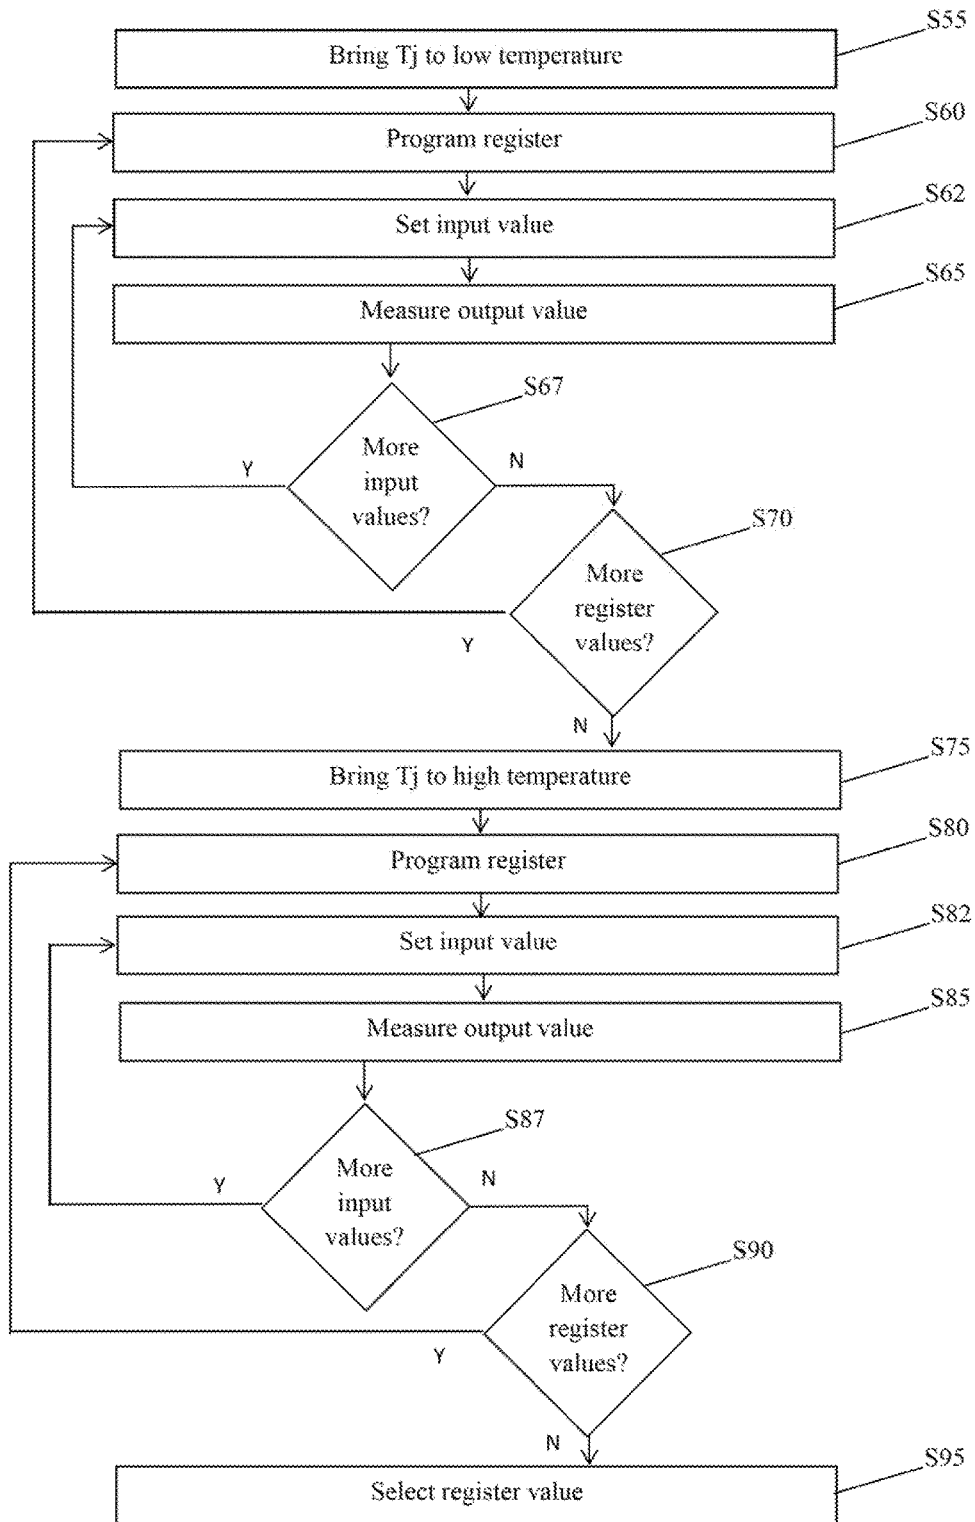 S55
Bring Tj to low temperature
S60
Program register
S62
Set input value
S65
Measure output value
S67
More
input
values?
Y
N
S70
More
register
values?
Y
N
S75
Bring Tj to high temperature
S80
Program register
S82
Set input value
S85
Measure output value
S87
More
input
values?
Y
N
S90
More
register
values?
Y
N
S95
Select register value